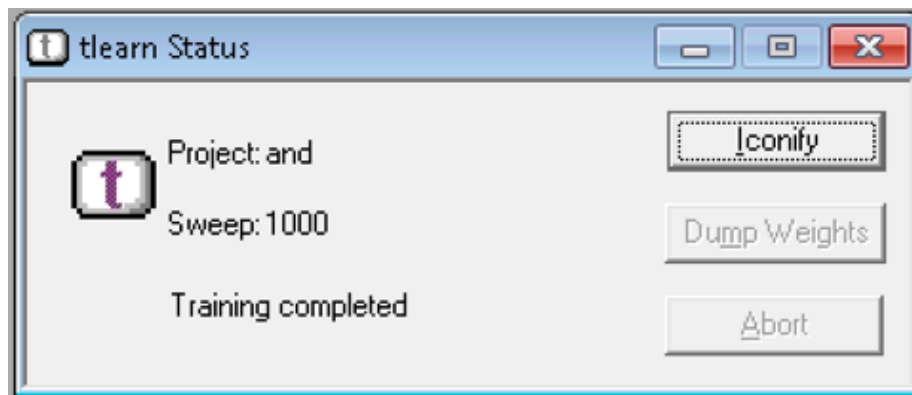 t tlearn Status
t
Project: and
Iconify
Sweep: 1000
Dump Weights
Training completed
Abort